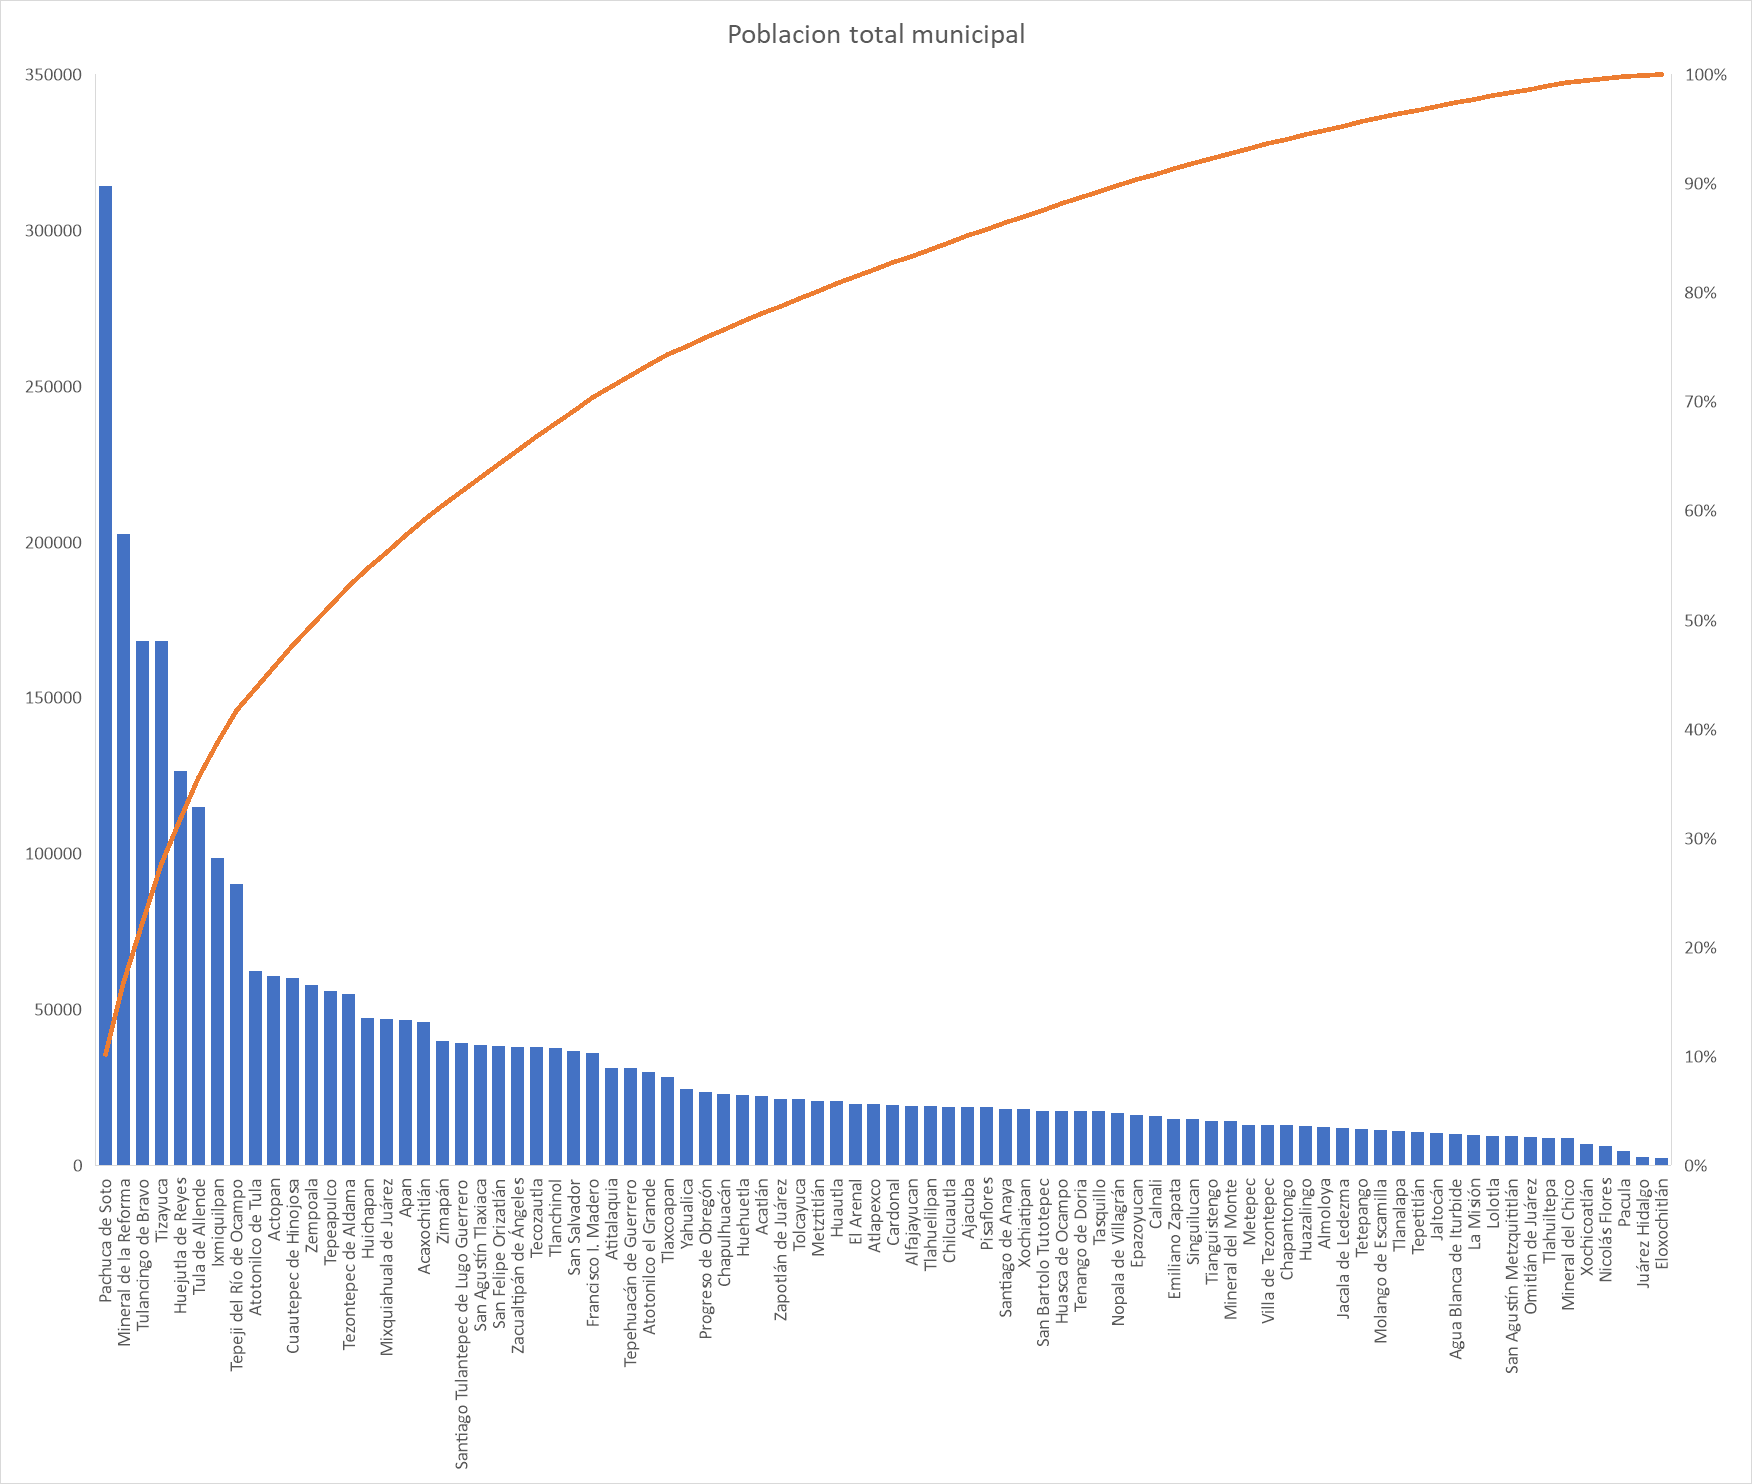 Poblacion total municipal
350000
300000
250000
200000
150000
100000
50000
0
100%
90%
80%
70%
60%
50%
40%
30%
20%
10%
0%
Pachuca de Soto
Mineral de la Reforma
Tulancingo de Bravo
Tizayuca
Huejutla de Reyes
Tula de Allende
Ixmiquilpan
Tepeji del Río de Ocampo
Atotonilco de Tula
Actopan
Cuautepec de Hinojosa
Zempoala
Tepeapulco
Tezontepec de Aldama
Huichapan
Mixquiahuala de Juárez
Apan
Acaxochitlán
Zimapán
Santiago Tulantepec de Lugo Guerrero
San Agustín Tlaxiaca
San Felipe Orizatlán
Zacualtipán de Ángeles
Tecozautla
Tlanchinol
San Salvador
Francisco I. Madero
Atitalaquia
Tepehuacán de Guerrero
Atotonilco el Grande
Tlaxcoapan
Yahualica
Progreso de Obregón
Chapulhuacán
Huehuetla
Acatlán
Zapotlán de Juárez
Tolcayuca
Metztitlán
Huautla
El Arenal
Atlapexco
Cardonal
Alfajayucan
Tlahuelilpan
Chilcuautla
Ajacuba
Pisaflores
Santiago de Anaya
Xochiatipan
San Bartolo Tutotepec
Huasca de Ocampo
Tenango de Doria
Tasquillo
Nopala de Villagrán
Epazoyucan
Calnali
Emiliano Zapata
Singuilucan
Tianguistengo
Mineral del Monte
Metepec
Villa de Tezontepec
Chapantongo
Huazalingo
Almoloya
Jacala de Ledezma
Tetepango
Molango de Escamilla
Tlanalapa
Tepetitlán
Jaltocán
Agua Blanca de Iturbide
La Misión
Lolotla
San Agustín Metzquititlán
Omitlán de Juárez
Tlahuiltepa
Mineral del Chico
Xochicoatlán
Nicolás Flores
Pacula
Juárez Hidalgo
Eloxochitlán